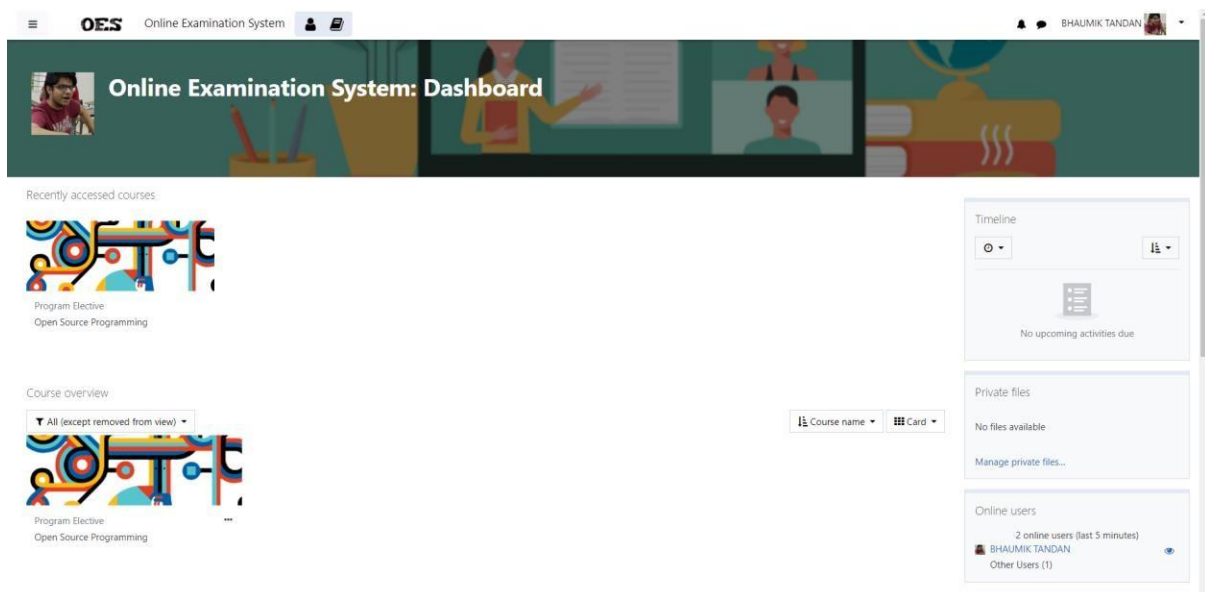 OES Online Examination System
BHAUMIK TANDAN
Online Examination System: Dashboard
Recently accessed courses
Program Elective
Open Source Programming
Course overview
All (except removed from view)
Course name
Card
Program Elective
Open Source Programming
Timeline
No upcoming activities due
Private files
No files available
Manage private files...
Online users
2 online users (last 5 minutes)
BHAUMIK TANDAN
Other Users (1)